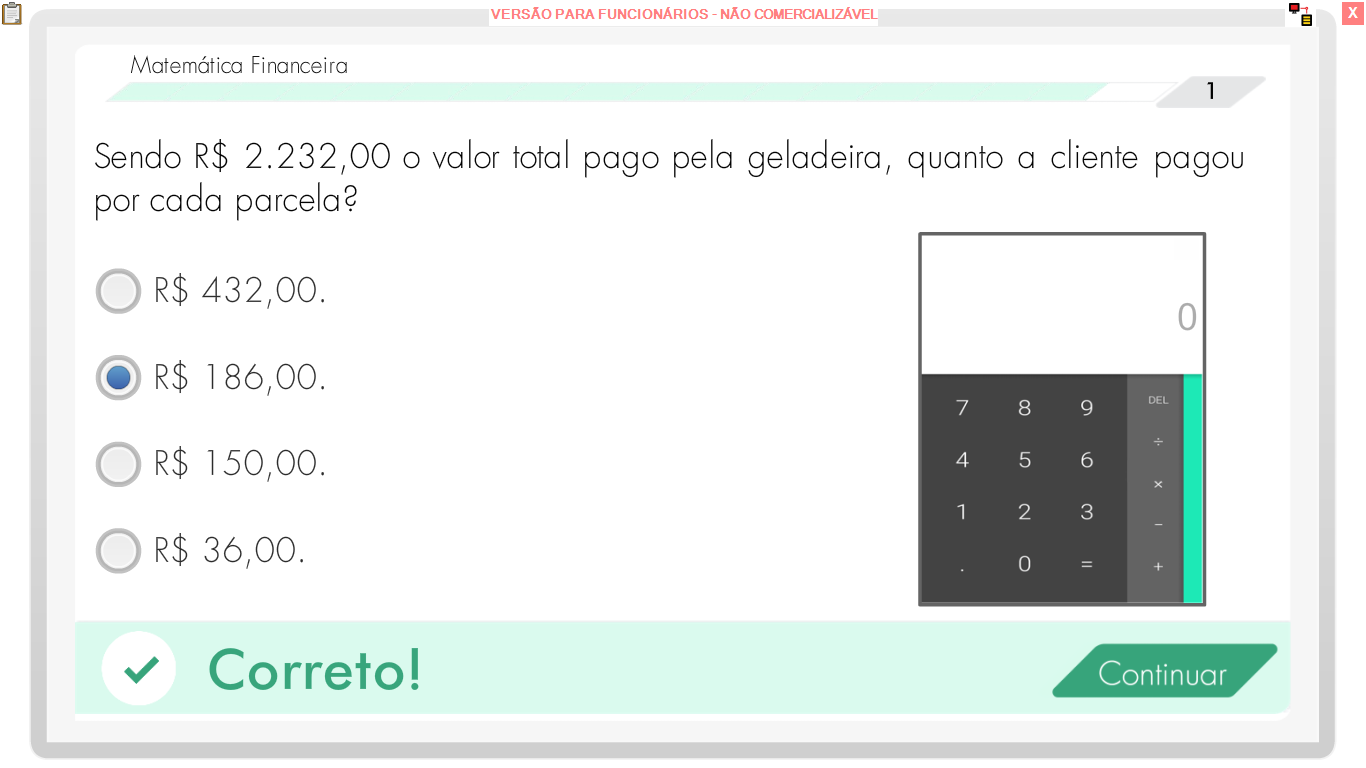 VERSÃO PARA FUNCIONÁRIOS - NÃO COMERCIALIZÁVEL
X
Matemática Financeira
1
Sendo R$ 2.232,00 o valor total pago pela geladeira, quanto a cliente pagou
por cada parcela?
R$ 432,00.
R$ 186,00.
R$ 150,00.
R$ 36,00.
0
7 8 9 DEL
÷
4 5 6
×
1 2 3
−
. 0 = +
Correto!
Continuar